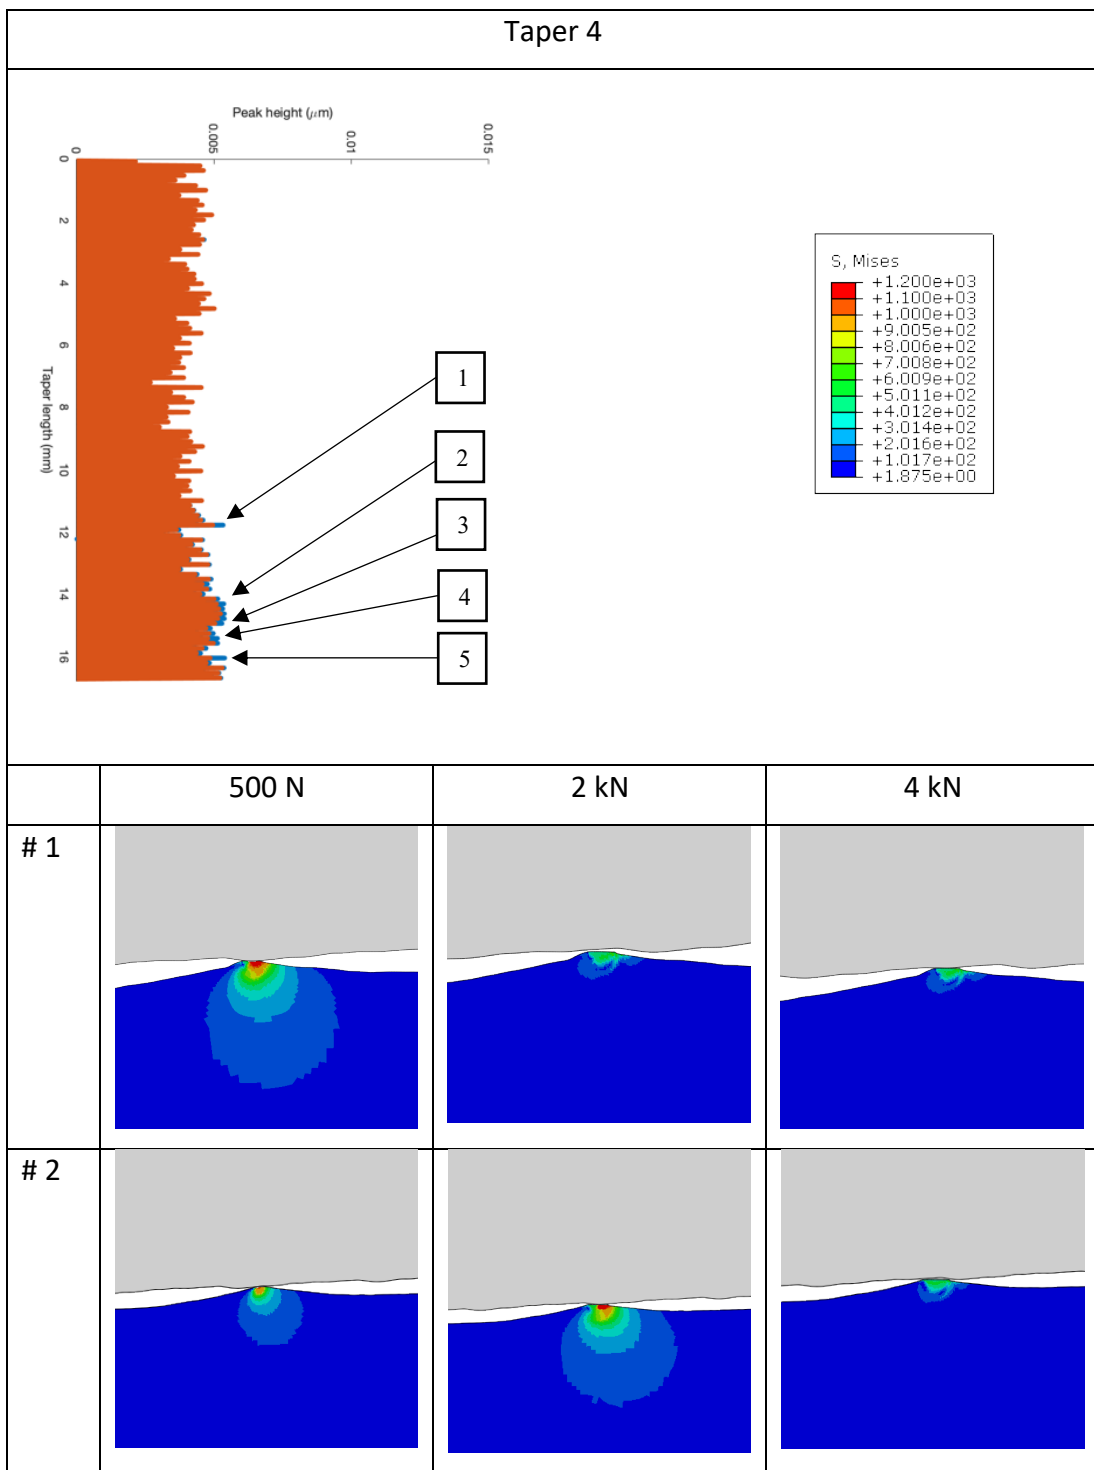 Taper 4
Peak height (μm)
0 0.005 0.01 0.015
0
2
4
6
8
10
12
14
16
Taper length (mm)
1
2
3
4
5
S, Mises
+1.200e+03
+1.100e+03
+1.000e+03
+9.005e+02
+8.006e+02
+7.008e+02
+6.009e+02
+5.011e+02
+4.012e+02
+3.014e+02
+2.016e+02
+1.017e+02
+1.875e+00
500 N 2 kN 4 kN
# 1
# 2